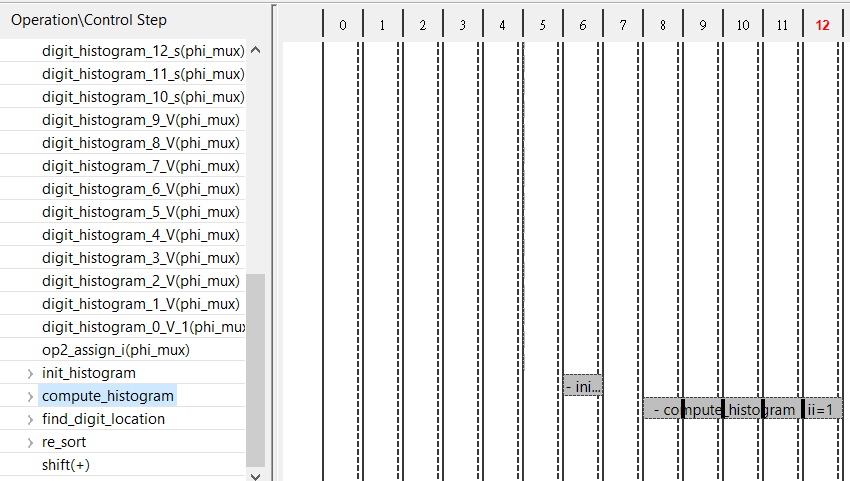 Operation\Control Step 0 1 2 3 4 5 6 7 8 9 10 11 12
digit_histogram_12_s(phi_mux)
digit_histogram_11_s(phi_mux)
digit_histogram_10_s(phi_mux)
digit_histogram_9_V(phi_mux)
digit_histogram_8_V(phi_mux)
digit_histogram_7_V(phi_mux)
digit_histogram_6_V(phi_mux)
digit_histogram_5_V(phi_mux)
digit_histogram_4_V(phi_mux)
digit_histogram_3_V(phi_mux)
digit_histogram_2_V(phi_mux)
digit_histogram_1_V(phi_mux)
digit_histogram_0_V_1(phi_mux
op2_assign_i(phi_mux)
init_histogram - ini...
compute_histogram - compute_histogram ii=1
find_digit_location
re_sort
shift(+)